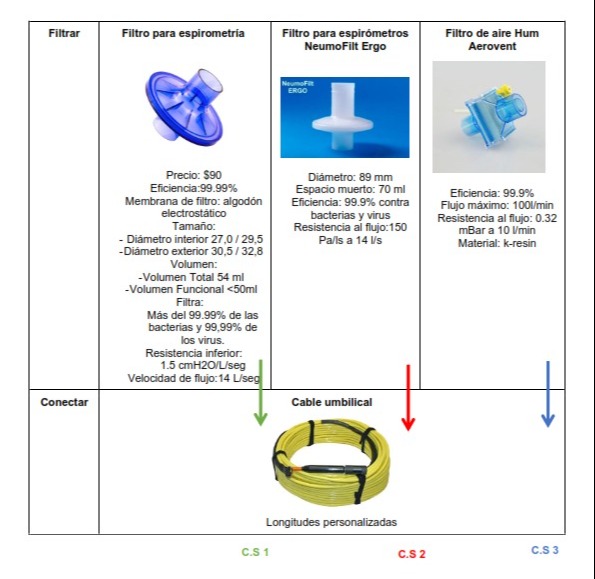 Filtrar
Filtro para espirometría
Filtro para espirómetros
NeumoFilt Ergo
Filtro de aire Hum
Aerovent
NeumoFilt
ERGO
Precio: $90
Eficiencia:99.99%
Membrana de filtro: algodón
electrostático
Tamaño:
- Diámetro interior 27,0 / 29,5
-Diámetro exterior 30,5 / 32,8
Volumen:
-Volumen Total 54 ml
-Volumen Funcional <50ml
Filtra:
Más del 99.99% de las
bacterias y 99,99% de
los virus.
Resistencia inferior:
1.5 cmH2O/L/seg
Velocidad de flujo:14 L/seg
Diámetro: 89 mm
Espacio muerto: 70 ml
Eficiencia: 99.9% contra
bacterias y virus
Resistencia al flujo:150
Pa/ls a 14 l/s
Eficiencia: 99.9%
Flujo máximo: 100l/min
Resistencia al flujo: 0.32
mBar a 10 l/min
Material: k-resin
Conectar
Cable umbilical
Longitudes personalizadas
C.S 1
C.S 2
C.S 3